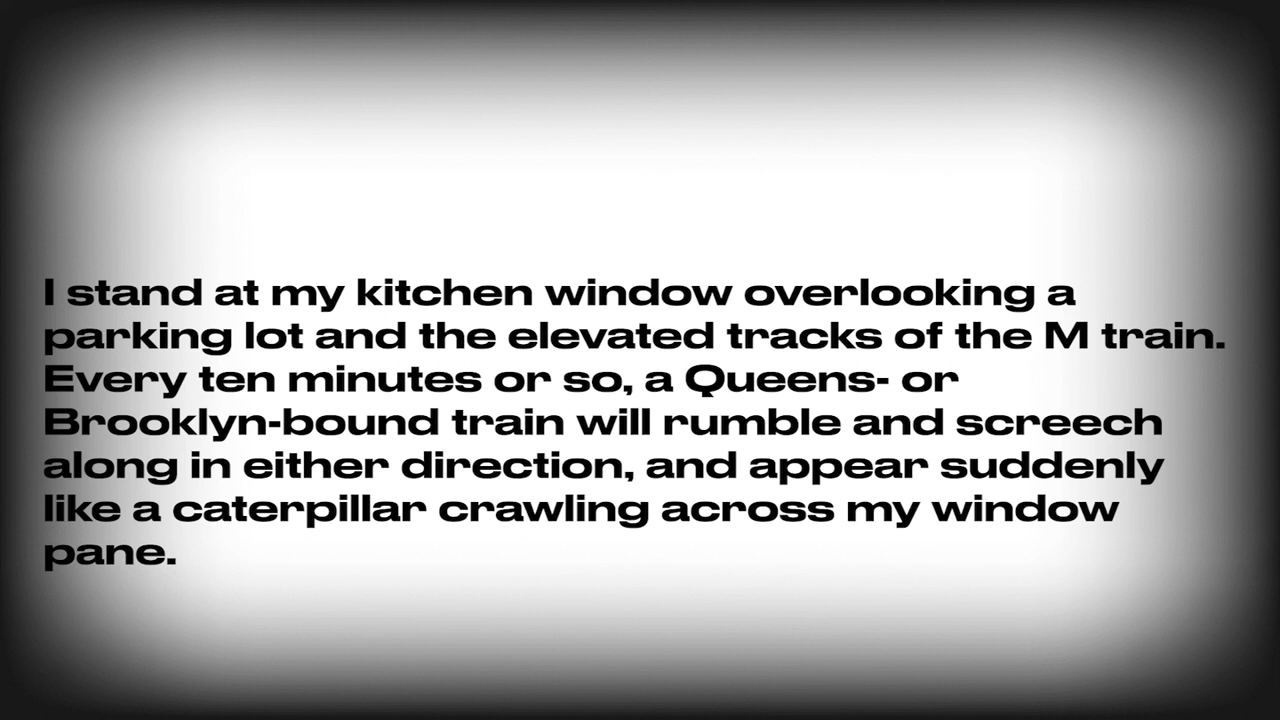 I stand at my kitchen window overlooking a
parking lot and the elevated tracks of the M train.
Every ten minutes or so, a Queens- or
Brooklyn-bound train will rumble and screech
along in either direction, and appear suddenly
like a caterpillar crawling across my window
pane.